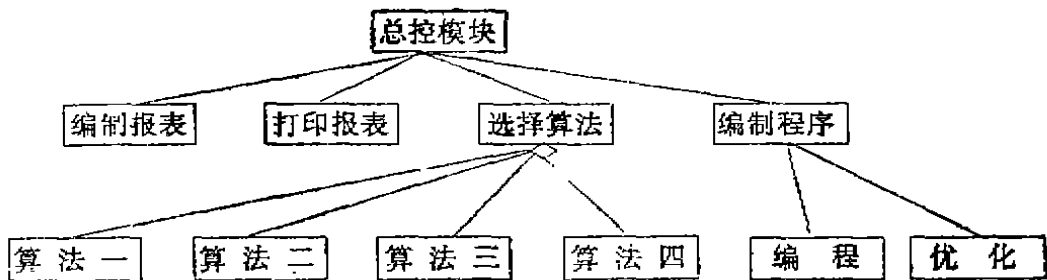 总控模块
编制报表 打印报表 选择算法 编制程序
算法一 算法二 算法三 算法四 编程 优化